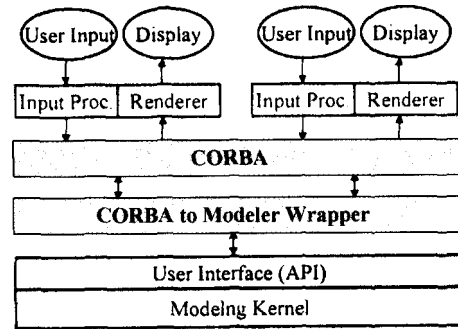 User Input Display User Input Display
Input Proc. Renderer Input Proc. Renderer
CORBA
CORBA to Modeler Wrapper
User Interface (API)
Modelng Kernel